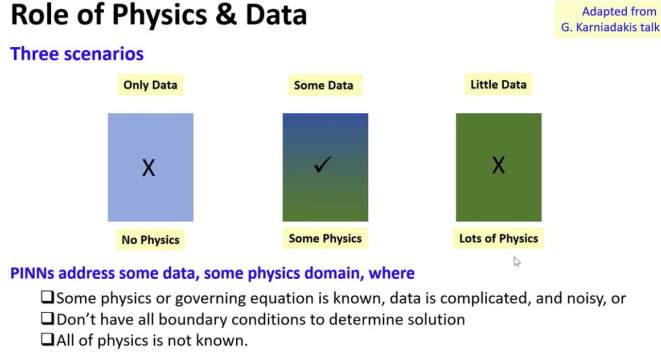 Role of Physics & Data
Adapted from
G. Karniadakis talk
Three scenarios
Only Data
Some Data
Little Data
X
✓
X
No Physics
Some Physics
Lots of Physics
PINNs address some data, some physics domain, where
❑Some physics or governing equation is known, data is complicated, and noisy, or
❑Don't have all boundary conditions to determine solution
❑All of physics is not known.